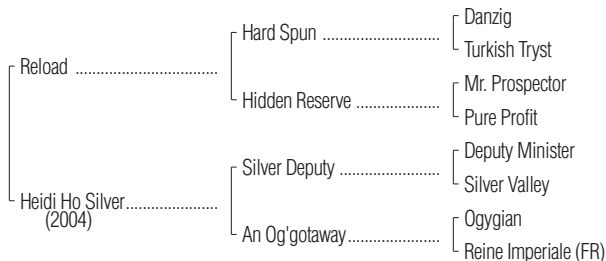 Danzig
Hard Spun
Turkish Tryst
Reload
Mr. Prospector
Hidden Reserve
Pure Profit
Deputy Minister
Silver Deputy
Silver Valley
Heidi Ho Silver
(2004)
Ogygian
An Og'gotaway
Reine Imperiale (FR)